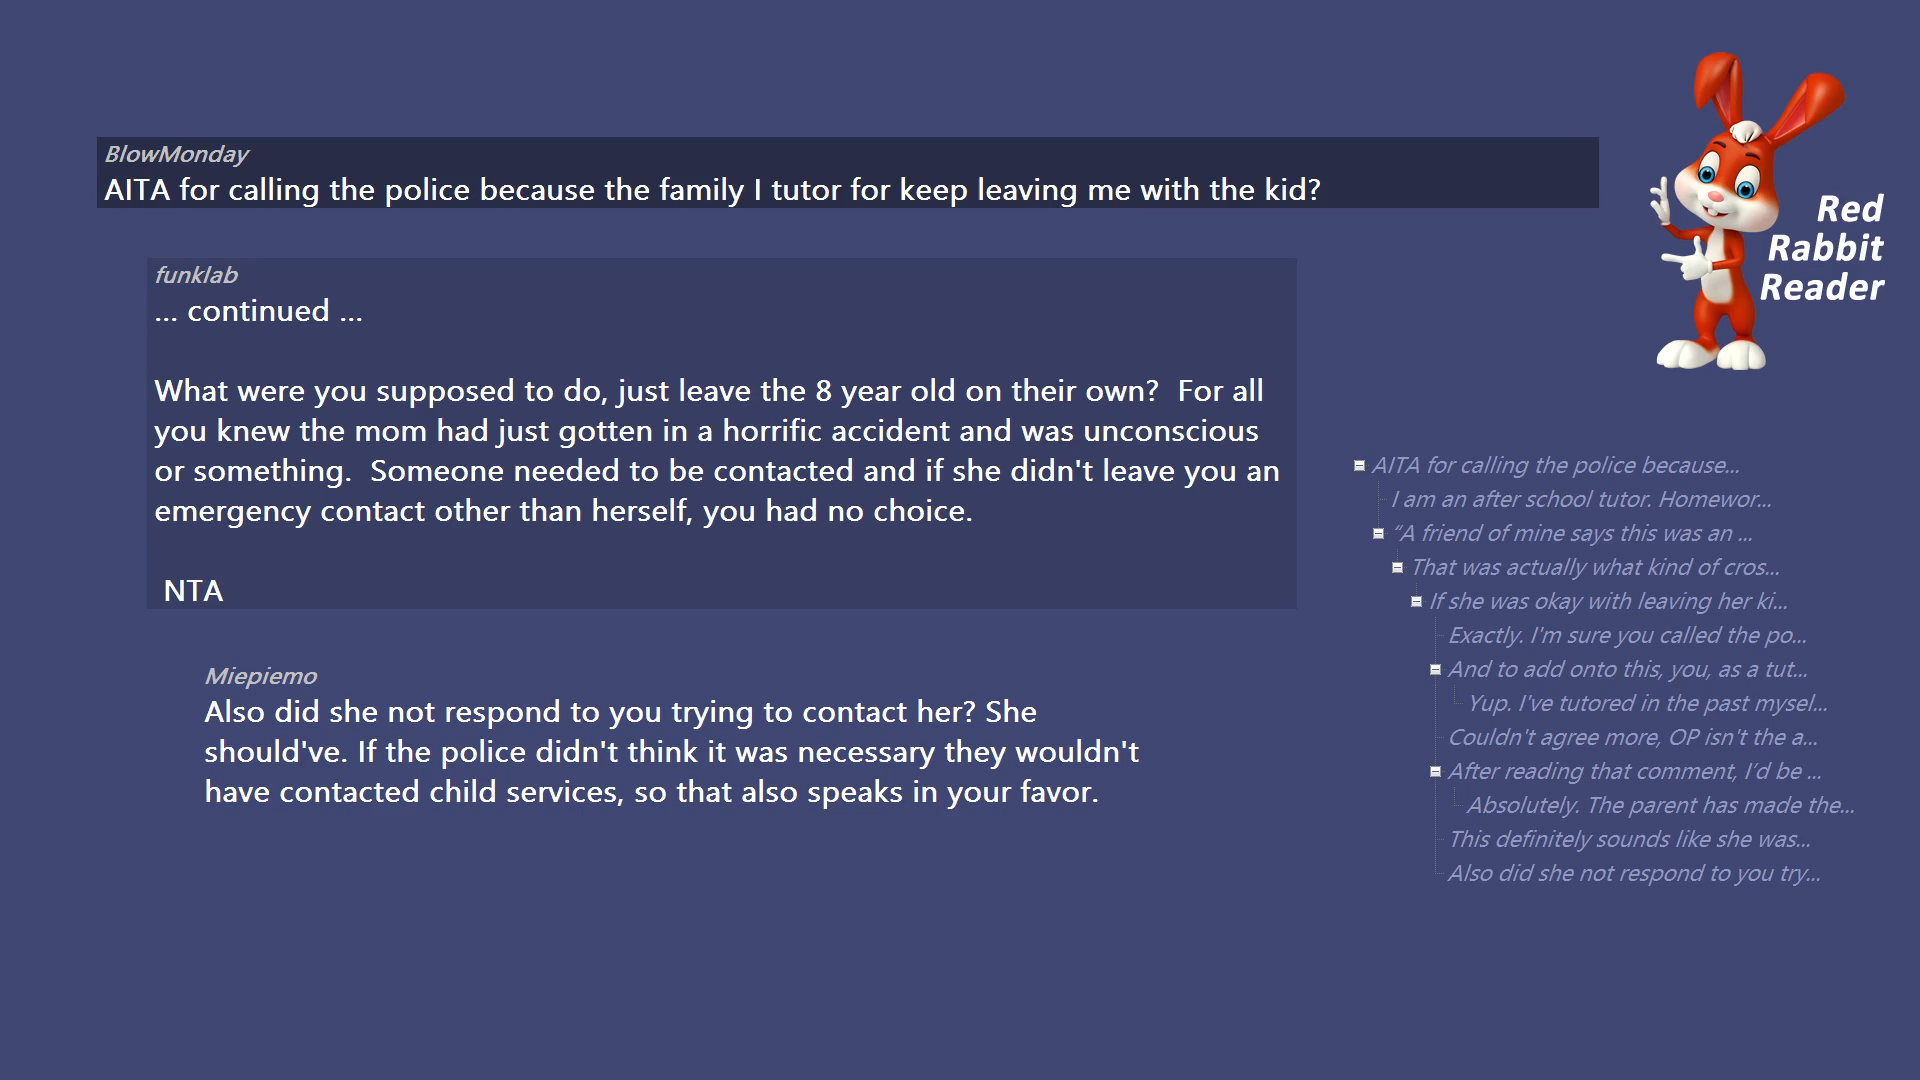 BlowMonday
AITA for calling the police because the family I tutor for keep leaving me with the kid?
funklab
... continued ...
What were you supposed to do, just leave the 8 year old on their own?  For all
you knew the mom had just gotten in a horrific accident and was unconscious
or something.  Someone needed to be contacted and if she didn't leave you an
emergency contact other than herself, you had no choice.
NTA
Miepiemo
Also did she not respond to you trying to contact her? She
should've. If the police didn't think it was necessary they wouldn't
have contacted child services, so that also speaks in your favor.
Red
Rabbit
Reader
AITA for calling the police because...
I am an after school tutor. Homewor...
“A friend of mine says this was an ...
That was actually what kind of cros...
If she was okay with leaving her ki...
Exactly. I'm sure you called the po...
And to add onto this, you, as a tut...
Yup. I've tutored in the past mysel...
Couldn't agree more, OP isn't the a...
After reading that comment, I’d be ...
Absolutely. The parent has made the...
This definitely sounds like she was...
Also did she not respond to you try...